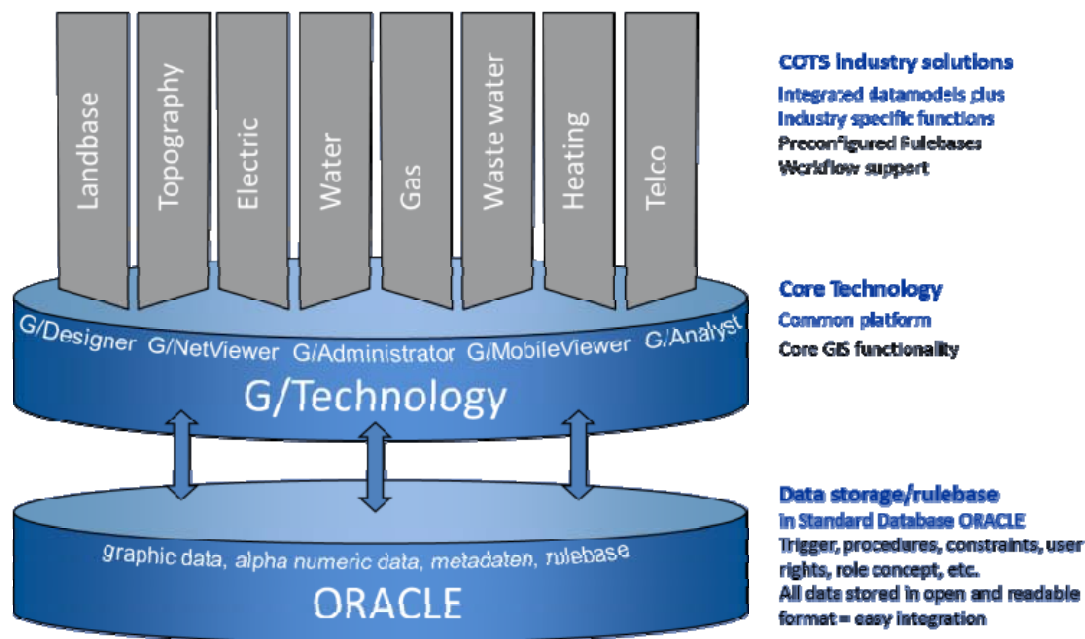 Landbase
Topography
Electric
Water
Gas
Waste water
Heating
Telco
COTS industry solutions
Integrated datamodels plus
Industry specific functions
Preconfigured Rulebases
Workflow support
G/Designer G/NetViewer G/Administrator G/MobileViewer G/Analyst
G/Technology
Core Technology
Common platform
Core GIS functionality
graphic data, alpha numeric data, metadaten, rulebase
ORACLE
Data storage/rulebase
in Standard Database ORACLE
Trigger, procedures, constraints, user
rights, role concept, etc.
All data stored in open and readable
format = easy integration